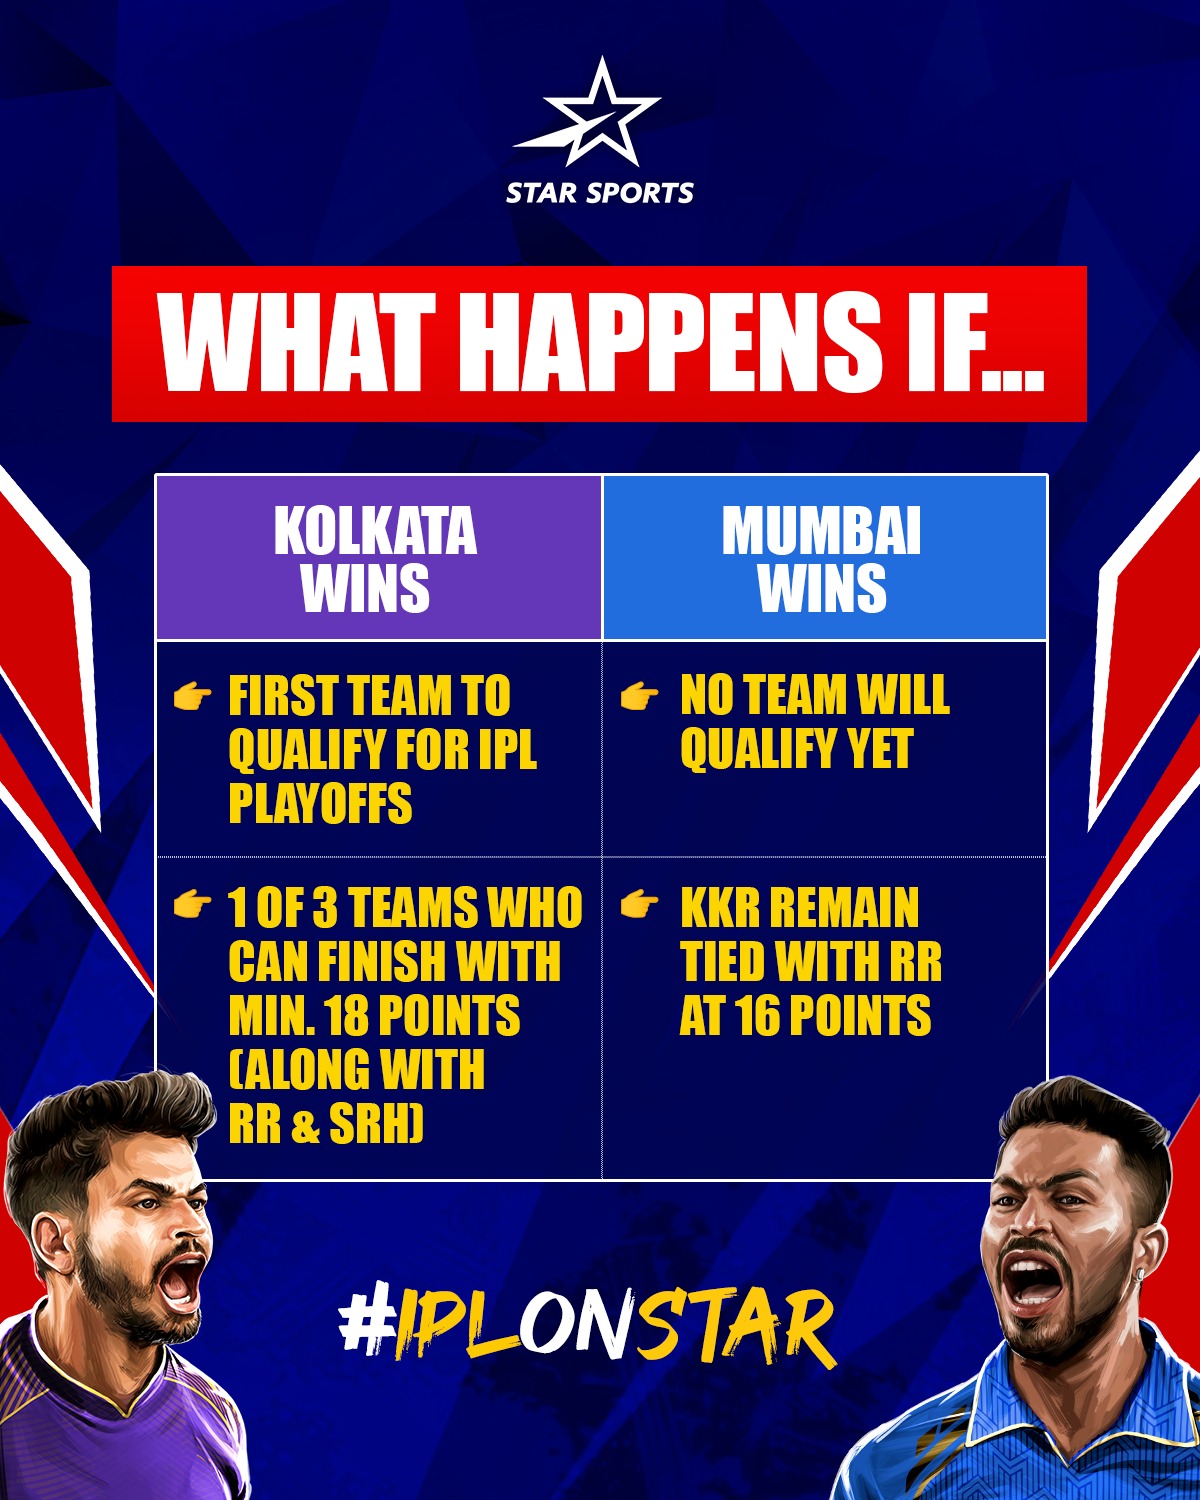 STAR SPORTS
WHAT HAPPENS IF...
KOLKATA
WINS
MUMBAI
WINS
👉 FIRST TEAM TO
QUALIFY FOR IPL
PLAYOFFS
👉 NO TEAM WILL
QUALIFY YET
👉 1 OF 3 TEAMS WHO
CAN FINISH WITH
MIN. 18 POINTS
(ALONG WITH
RR & SRH)
👉 KKR REMAIN
TIED WITH RR
AT 16 POINTS
#IPLONSTAR